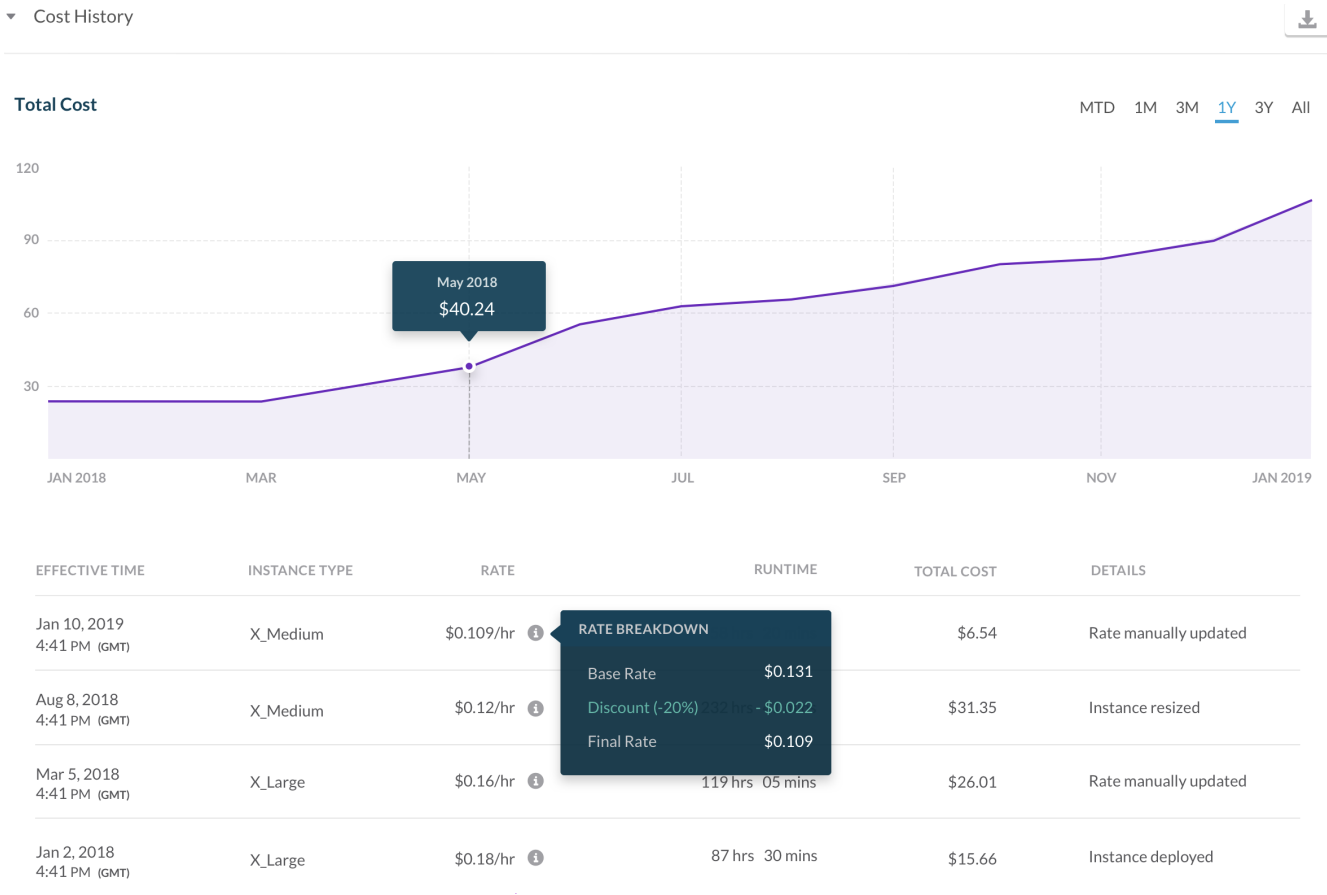 Cost History
Total Cost
MTD 1M 3M 1Y 3Y All
120
90
May 2018
$40.24
60
30
JAN 2018 MAR MAY JUL SEP NOV JAN 2019
EFFECTIVE TIME INSTANCE TYPE RATE RUNTIME TOTAL COST DETAILS
Jan 10, 2019
4:41 PM (GMT)
X_Medium $0.109/hr $6.54 Rate manually updated
RATE BREAKDOWN
Base Rate $0.131
Discount (-20%) - $0.022
Final Rate $0.109
Aug 8, 2018
4:41 PM (GMT)
X_Medium $0.12/hr 232 hrs $31.35 Instance resized
Mar 5, 2018
4:41 PM (GMT)
X_Large $0.16/hr 119 hrs 05 mins $26.01 Rate manually updated
Jan 2, 2018
4:41 PM (GMT)
X_Large $0.18/hr 87 hrs 30 mins $15.66 Instance deployed